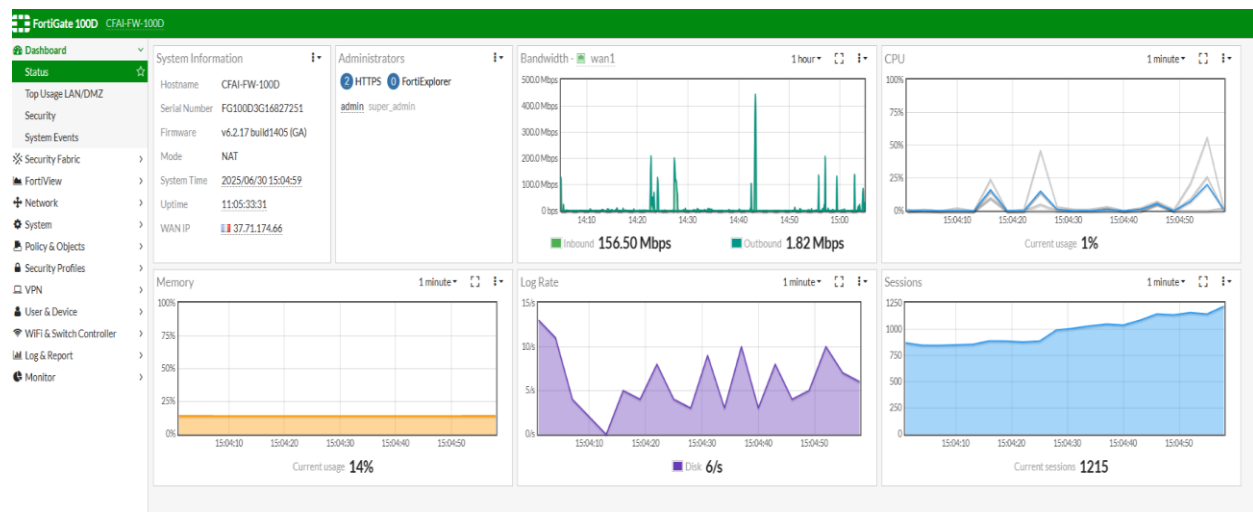 FortiGate 100D CFAI-FW-100D
Dashboard
Status
Top Usage LAN/DMZ
Security
System Events
Security Fabric
FortiView
Network
System
Policy & Objects
Security Profiles
VPN
User & Device
WiFi & Switch Controller
Log & Report
Monitor
System Information
Hostname CFAI-FW-100D
Serial Number FG100D3G16827251
Firmware v6.2.17 build1405 (GA)
Mode NAT
System Time 2025/06/30 15:04:59
Uptime 11:05:33:31
WAN IP 37.71.174.66
Administrators
2 HTTPS 0 FortiExplorer
admin super_admin
Bandwidth - wan1 1 hour
500.0 Mbps
400.0 Mbps
300.0 Mbps
200.0 Mbps
100.0 Mbps
0 bps
14:10 14:20 14:30 14:40 14:50 15:00
Inbound 156.50 Mbps Outbound 1.82 Mbps
CPU 1 minute
100%
75%
50%
25%
0%
15:04:10 15:04:20 15:04:30 15:04:40 15:04:50
Current usage 1%
Memory 1 minute
100%
75%
50%
25%
0%
15:04:10 15:04:20 15:04:30 15:04:40 15:04:50
Current usage 14%
Log Rate 1 minute
15/s
10/s
5/s
0/s
15:04:10 15:04:20 15:04:30 15:04:40 15:04:50
Disk 6/s
Sessions 1 minute
1250
1000
750
500
250
0
15:04:10 15:04:20 15:04:30 15:04:40 15:04:50
Current sessions 1215